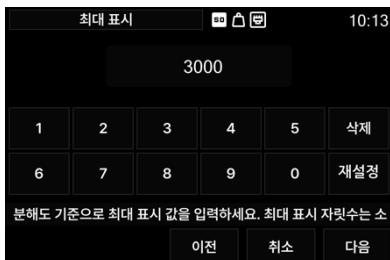 최대 표시
10:13
3000
1 2 3 4 5 삭제
6 7 8 9 0 재설정
분해도 기준으로 최대 표시 값을 입력하세요. 최대 표시 자릿수는 소
이전 취소 다음